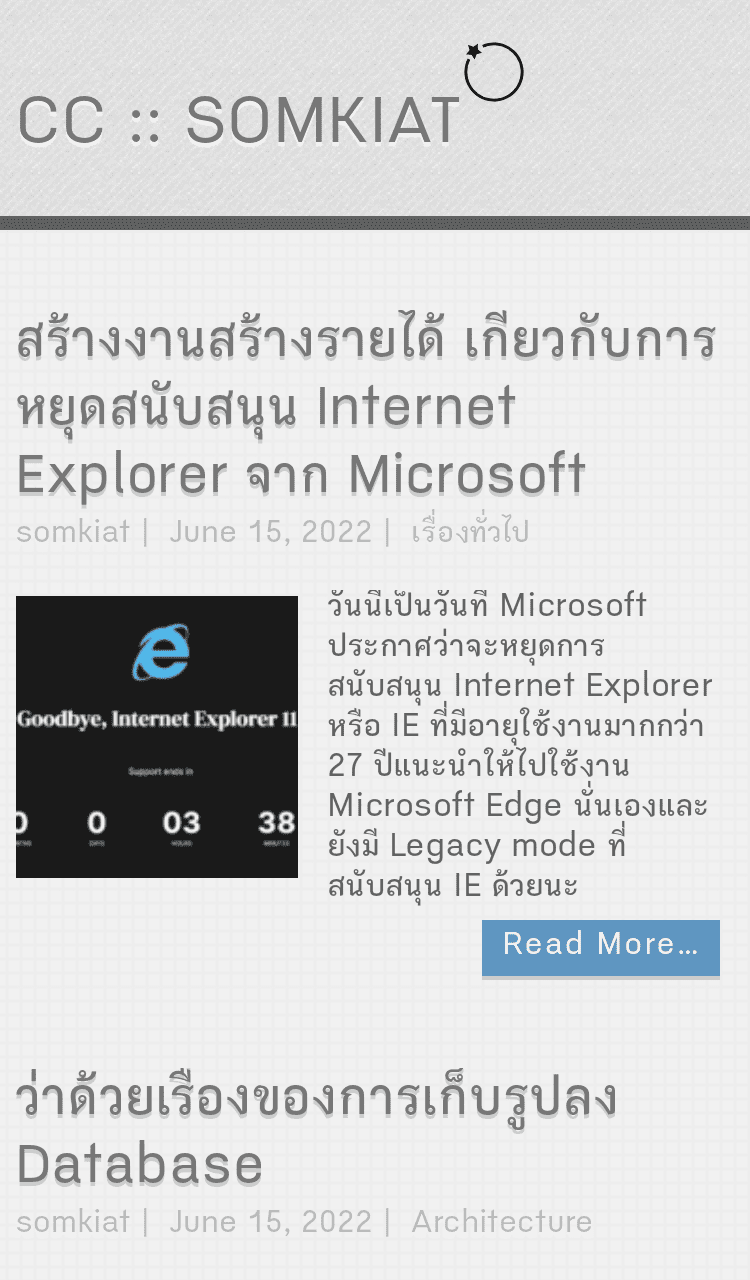 CC :: SOMKIAT
สร้างงานสร้างรายได้ เกี่ยวกับการ
หยุดสนับสนุน Internet
Explorer จาก Microsoft
somkiat | June 15, 2022 | เรื่องทั่วไป
วันนี้เป็นวันที่ Microsoft
ประกาศว่าจะหยุดการ
สนับสนุน Internet Explorer
หรือ IE ที่มีอายุใช้งานมากกว่า
27 ปีแนะนำให้ไปใช้งาน
Microsoft Edge นั่นเองและ
ยังมี Legacy mode ที่
สนับสนุน IE ด้วยนะ
Goodbye, Internet Explorer 11
Support ends in
0 0 03 38
DAYS HOURS MINUTES
Read More…
ว่าด้วยเรื่องของการเก็บรูปลง
Database
somkiat | June 15, 2022 | Architecture